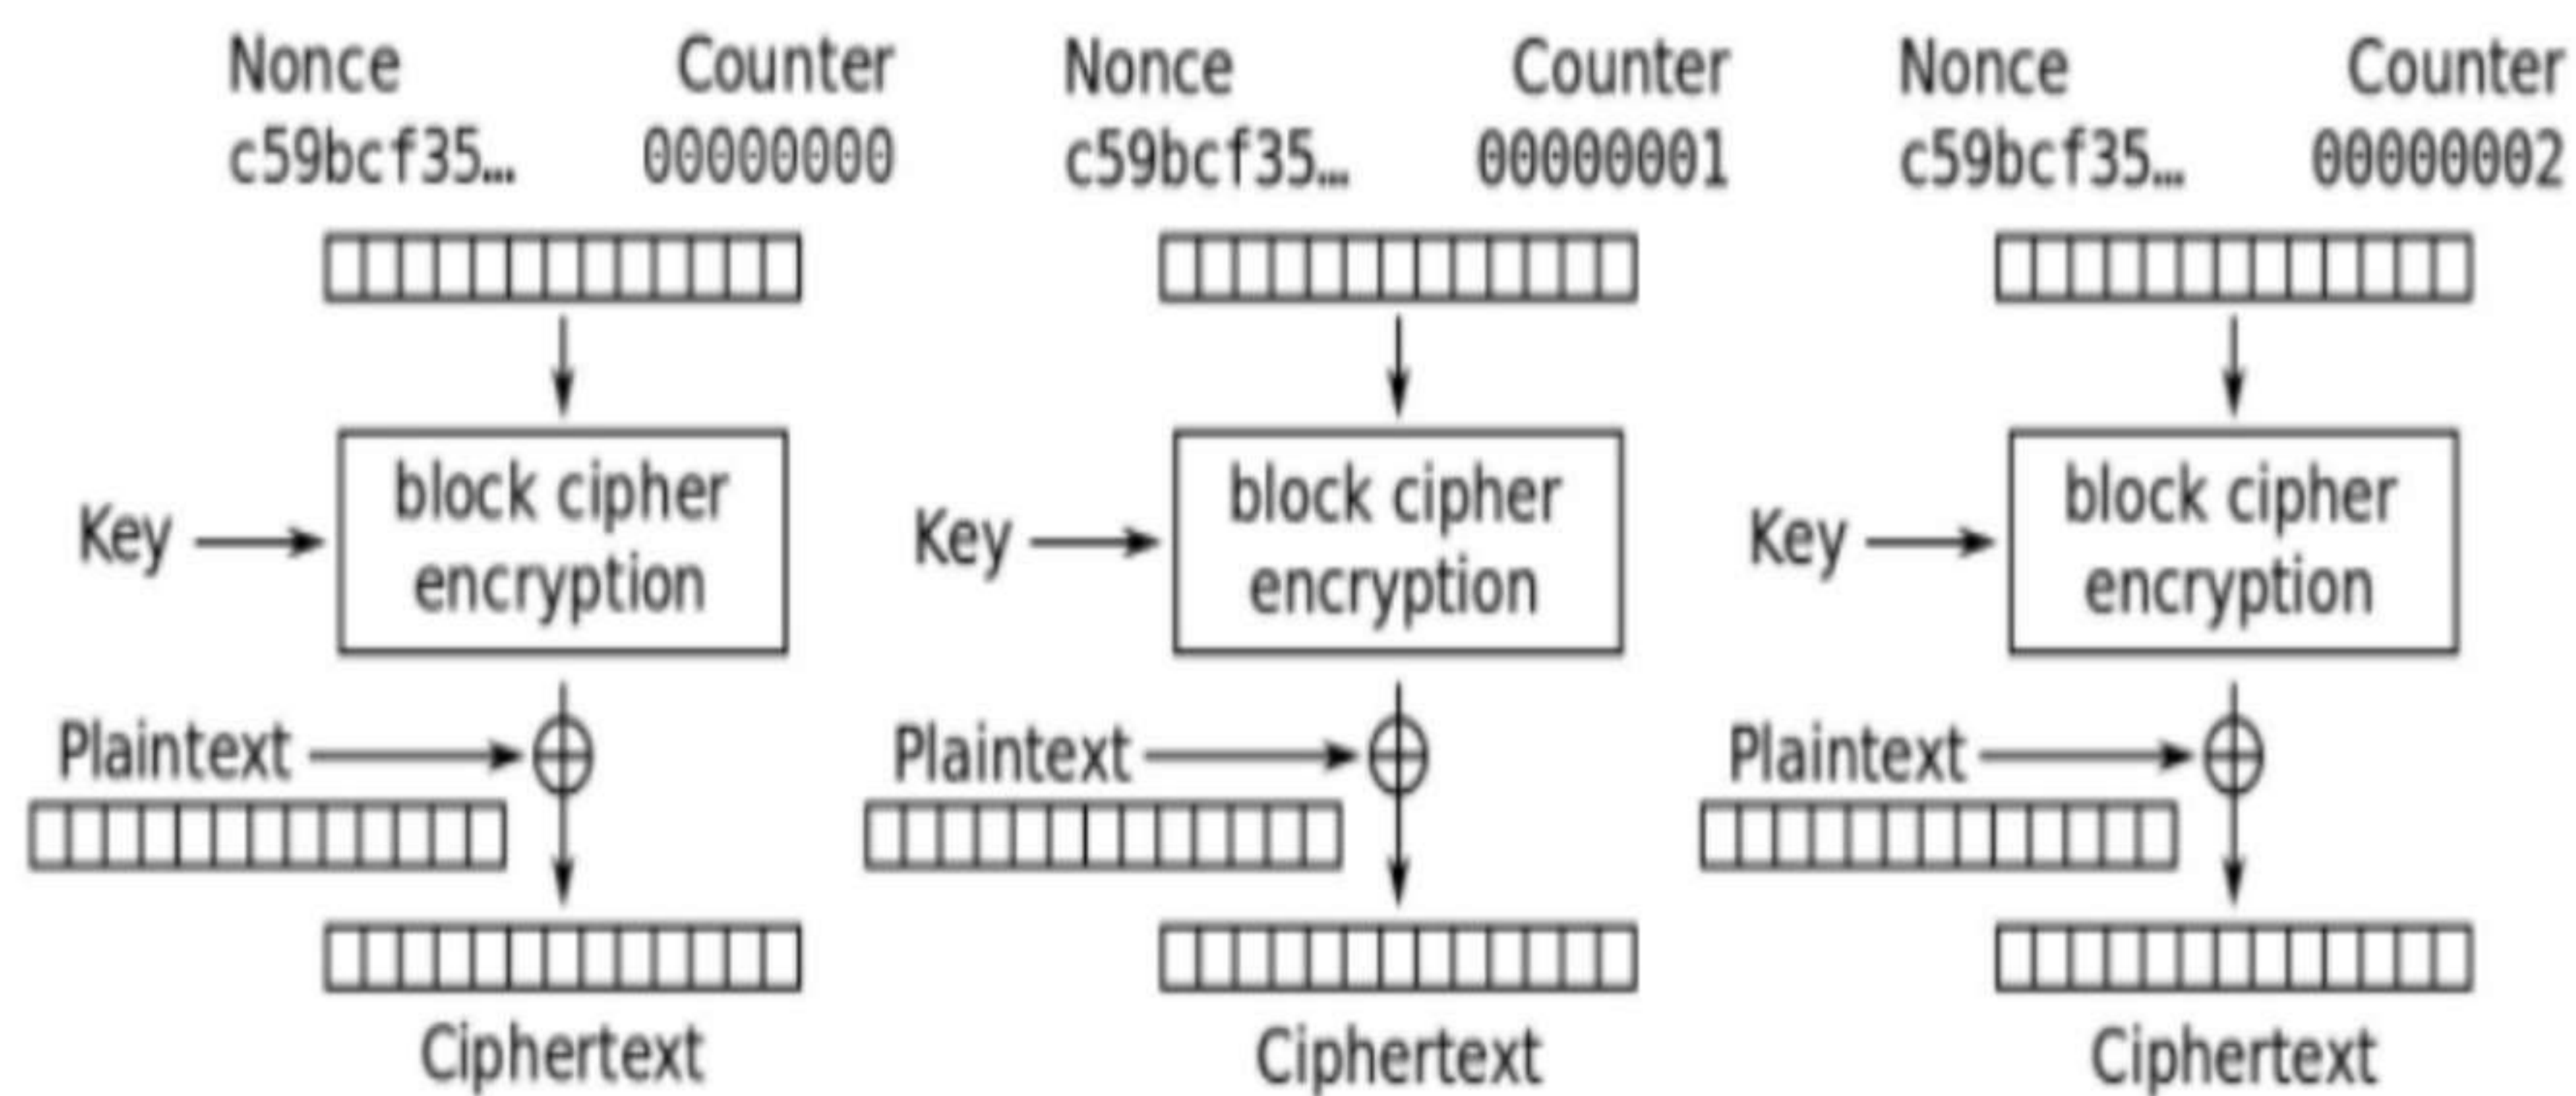 Nonce Counter Nonce Counter Nonce Counter
c59bcf35… 00000000 c59bcf35… 00000001 c59bcf35… 00000002
block cipher block cipher block cipher
Key Key Key
encryption encryption encryption
Plaintext Plaintext Plaintext
Ciphertext Ciphertext Ciphertext